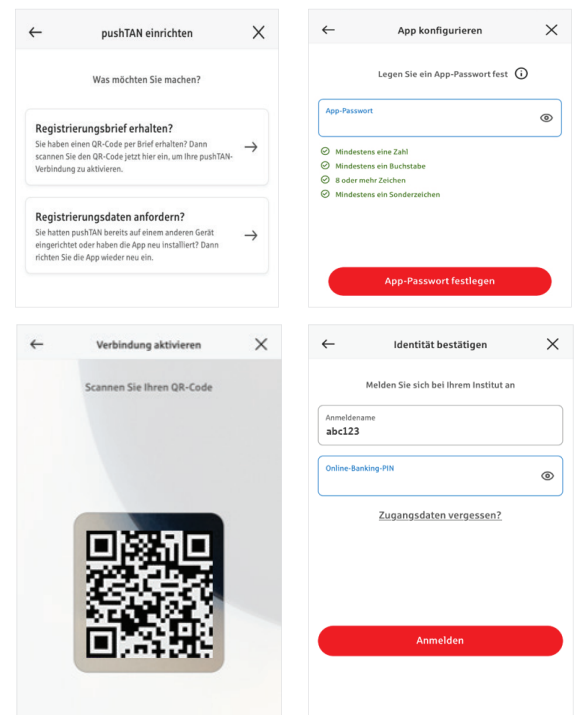 pushTAN einrichten
Was möchten Sie machen?
Registrierungsbrief erhalten?
Sie haben einen QR-Code per Brief erhalten? Dann
scannen Sie den QR-Code jetzt hier ein, um Ihre pushTAN-
Verbindung zu aktivieren.
Registrierungsdaten anfordern?
Sie hatten pushTAN bereits auf einem anderen Gerät
eingerichtet oder haben die App neu installiert? Dann
richten Sie die App wieder neu ein.
App konfigurieren
Legen Sie ein App-Passwort fest
App-Passwort
Mindestens eine Zahl
Mindestens ein Buchstabe
8 oder mehr Zeichen
Mindestens ein Sonderzeichen
App-Passwort festlegen
Verbindung aktivieren
Scannen Sie Ihren QR-Code
Identität bestätigen
Melden Sie sich bei Ihrem Institut an
Anmeldename
abc123
Online-Banking-PIN
Zugangsdaten vergessen?
Anmelden